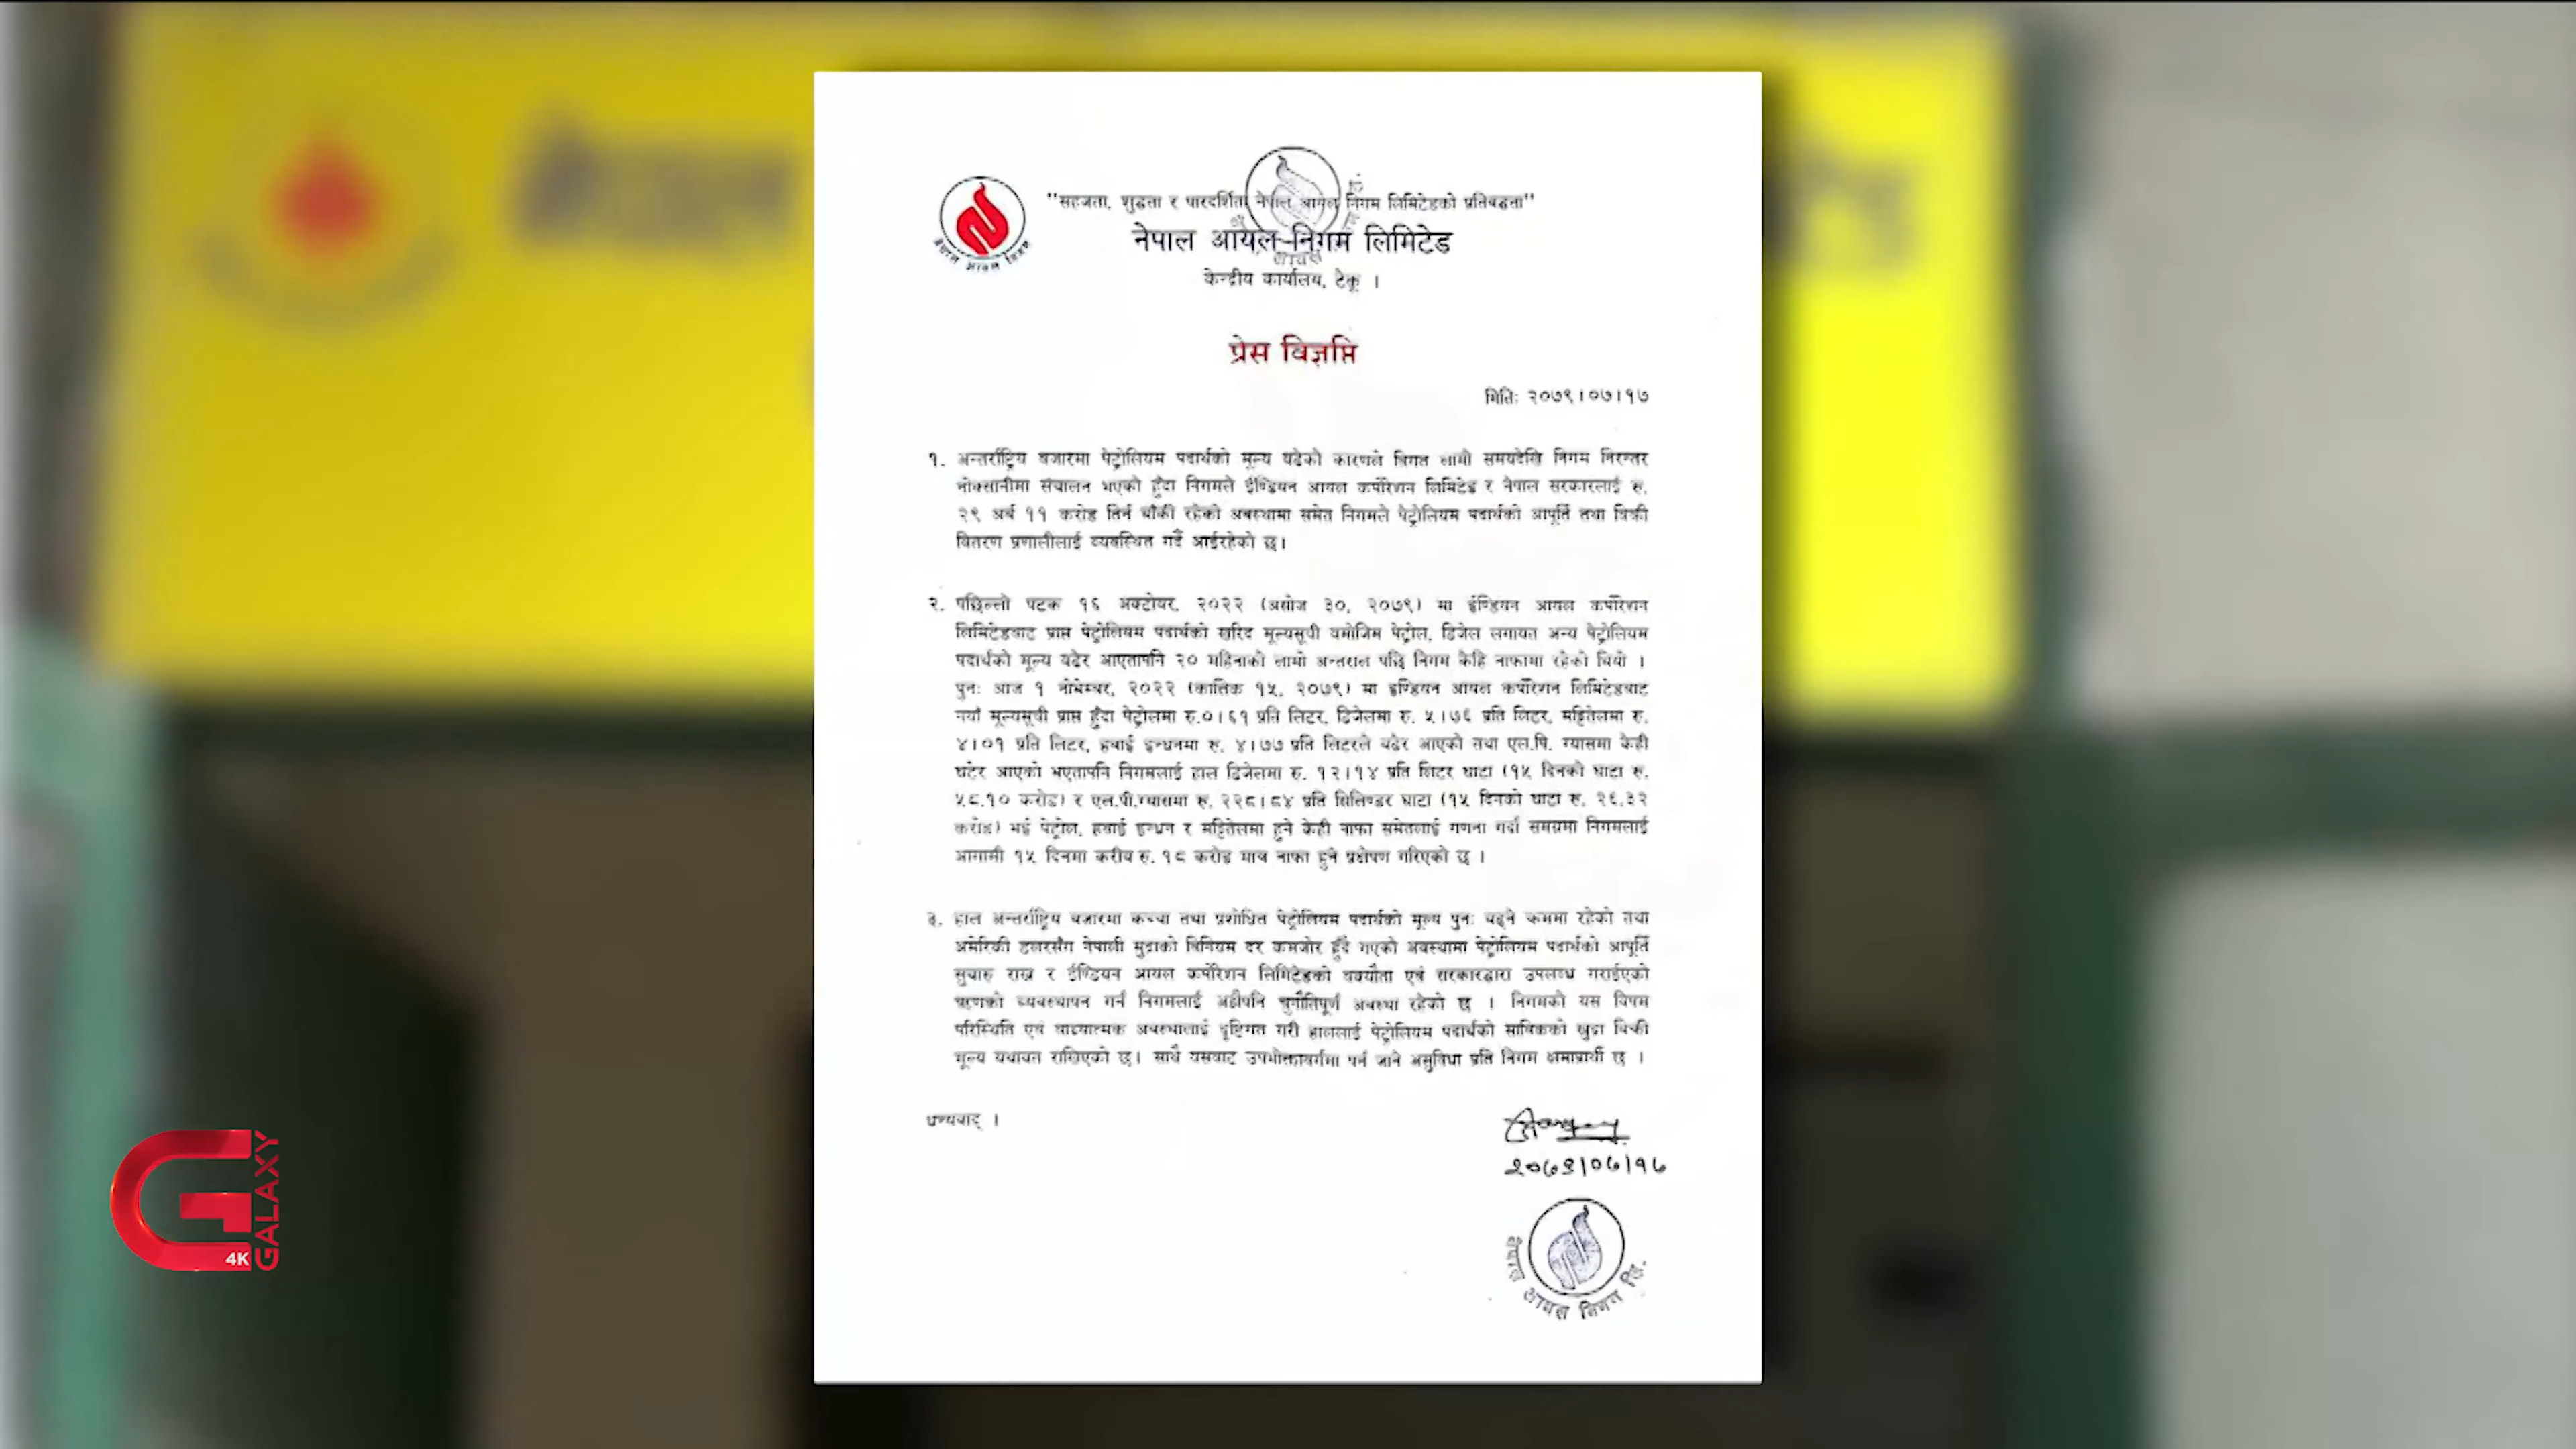 "सहजता, शुद्धता र पारदर्शिता नेपाल आयल निगम लिमिटेडको प्रतिबद्धता"
नेपाल आयल निगम लिमिटेड
केन्द्रीय कार्यालय, टेकू ।
प्रेस विज्ञप्ति
मितिः २०७९।०७।१७
१. अन्तर्राष्ट्रिय बजारमा पेट्रोलियम पदार्थको मूल्य बढेको कारणले विगत लामो समयदेखि निगम निरन्तर
नोक्सानीमा संचालन भएको हुँदा निगमले ईण्डियन आयल कर्पोरेशन लिमिटेड र नेपाल सरकारलाई रु.
२९ अर्ब ११ करोड तिर्न बाँकी रहेको अवस्थामा समेत निगमले पेट्रोलियम पदार्थको आपूर्ति तथा विक्री
वितरण प्रणालीलाई व्यवस्थित गर्दै आईरहेको छ।
२. पछिल्लो पटक १६ अक्टोबर, २०२२ (असोज ३०, २०७९) मा ईण्डियन आयल कर्पोरेशन
लिमिटेडबाट प्राप्त पेट्रोलियम पदार्थको खरिद मूल्यसूची बमोजिम पेट्रोल, डिजेल लगायत अन्य पेट्रोलियम
पदार्थको मूल्य बढेर आएतापनि २० महिनाको लामो अन्तराल पछि निगम केहि नाफामा रहेको थियो ।
पुनः आज १ नोभेम्बर, २०२२ (कात्तिक १५, २०७९) मा इण्डियन आयल कर्पोरेशन लिमिटेडबाट
नयाँ मूल्यसूची प्राप्त हुँदा पेट्रोलमा रु.०।६१ प्रति लिटर, डिजेलमा रु. ५।७६ प्रति लिटर, मट्टितेलमा रु.
४।०१ प्रति लिटर, हवाई इन्धनमा रु. ४।७७ प्रति लिटरले बढेर आएको तथा एल.पि. ग्यासमा केही
घटेर आएको भएतापनि निगमलाई हाल डिजेलमा रु. १२।१४ प्रति लिटर घाटा (१५ दिनको घाटा रु.
५८.१० करोड) र एल.पी.ग्यासमा रु. २२८।८४ प्रति सिलिण्डर घाटा (१५ दिनको घाटा रु. २६.३२
करोड) भई पेट्रोल, हवाई इन्धन र मट्टितेलमा हुने केही नाफा समेतलाई गणना गर्दा समग्रमा निगमलाई
आगामी १५ दिनमा करीब रु. १८ करोड मात्र नाफा हुने प्रक्षेपण गरिएको छ ।
३. हाल अन्तर्राष्ट्रिय बजारमा कच्चा तथा प्रशोधित पेट्रोलियम पदार्थको मूल्य पुनः बढ्ने क्रममा रहेको तथा
अमेरिकी डलरसँग नेपाली मुद्राको विनिमय दर कमजोर हुँदै गएको अवस्थामा पेट्रोलियम पदार्थको आपूर्ति
सुचारु राख्न र ईण्डियन आयल कर्पोरेशन लिमिटेडको बक्यौता एवं सरकारद्वारा उपलब्ध गराईएको
ऋणको व्यवस्थापन गर्न निगमलाई अझैपनि चुनौतिपूर्ण अवस्था रहेको छ । निगमको यस विषम
परिस्थिति एवं बाध्यात्मक अवस्थालाई दृष्टिगत गरी हाललाई पेट्रोलियम पदार्थको साविकको खुद्रा बिक्री
मूल्य यथावत राखिएको छ। साथै यसबाट उपभोक्तावर्गमा पर्न जाने असुविधा प्रति निगम क्षमाप्रार्थी छ ।
धन्यवाद् ।
२०७९।०७।१७
नेपाल आयल निगम लि.
GALAXY
4K